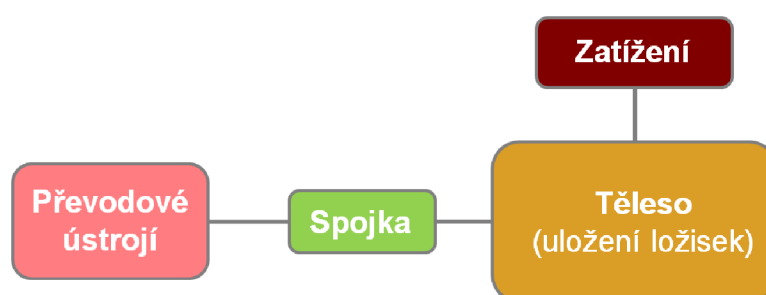 Zatížení
Převodové
ústrojí
Spojka
Těleso
(uložení ložisek)